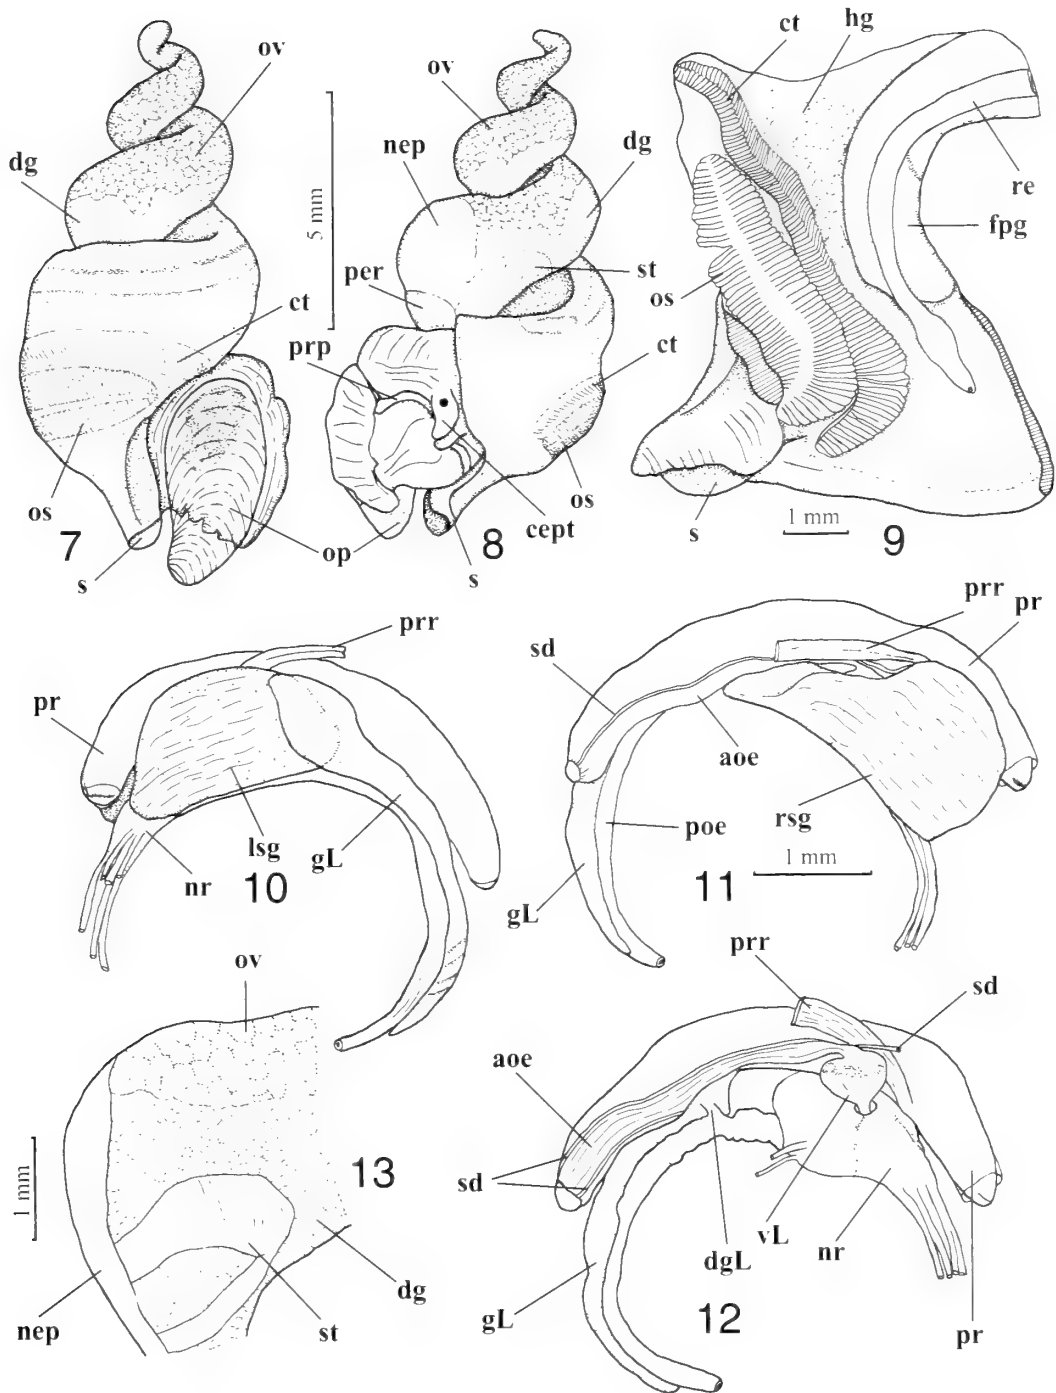 ov
dg
ct
os
s
7
5 mm
ov
nep
dg
per
st
prp
ct
os
cept
op
s
8
ct
hg
re
fpg
os
s
1 mm
9
prr
pr
lsg
gL
nr
10
prr
pr
sd
aoe
poe
rsg
gL
11
1 mm
ov
13
1 mm
nep
st
dg
prr
sd
aoe
sd
vL
nr
dgL
gL
12
pr